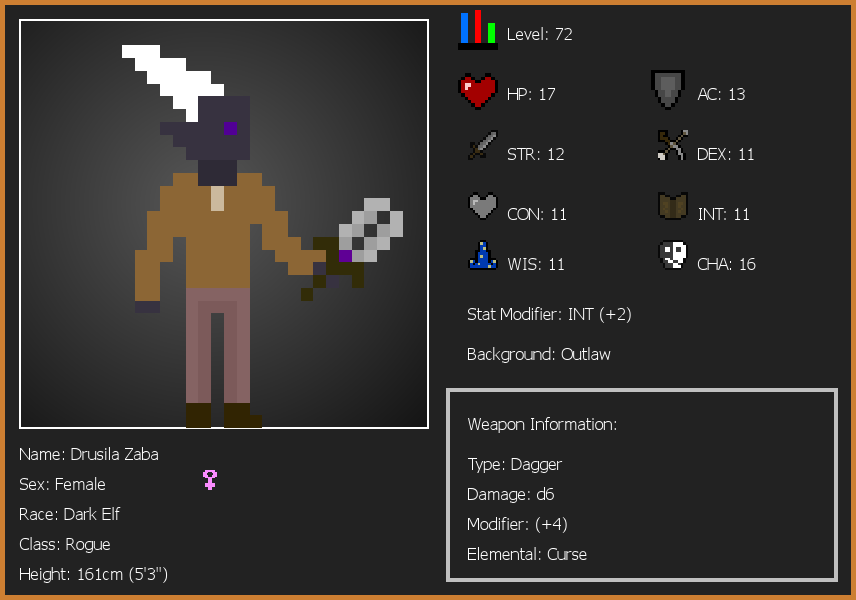 Level: 72
HP: 17
AC: 13
STR: 12
DEX: 11
CON: 11
INT: 11
WIS: 11
CHA: 16
Stat Modifier: INT (+2)
Background: Outlaw
Weapon Information:
Type: Dagger
Damage: d6
Modifier: (+4)
Elemental: Curse
Name: Drusila Zaba
Sex: Female
Race: Dark Elf
Class: Rogue
Height: 161cm (5'3")